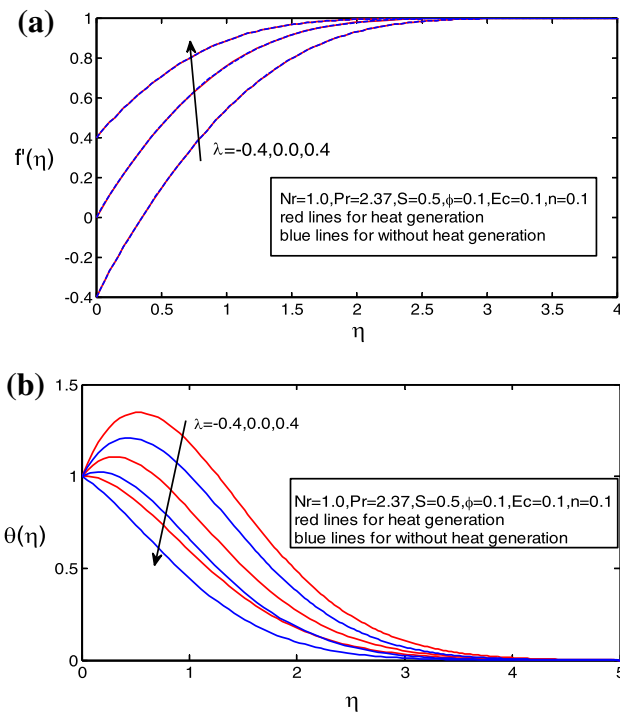 (a)
1
0.8
0.6
0.4
0.2
0
-0.2
-0.4
f'(η)
λ=-0.4,0.0,0.4
Nr=1.0,Pr=2.37,S=0.5,ϕ=0.1,Ec=0.1,n=0.1
red lines for heat generation
blue lines for without heat generation
0 0.5 1 1.5 2 2.5 3 3.5 4
η
(b)
1.5
1
0.5
0
θ(η)
λ=-0.4,0.0,0.4
Nr=1.0,Pr=2.37,S=0.5,ϕ=0.1,Ec=0.1,n=0.1
red lines for heat generation
blue lines for without heat generation
0 1 2 3 4 5
η